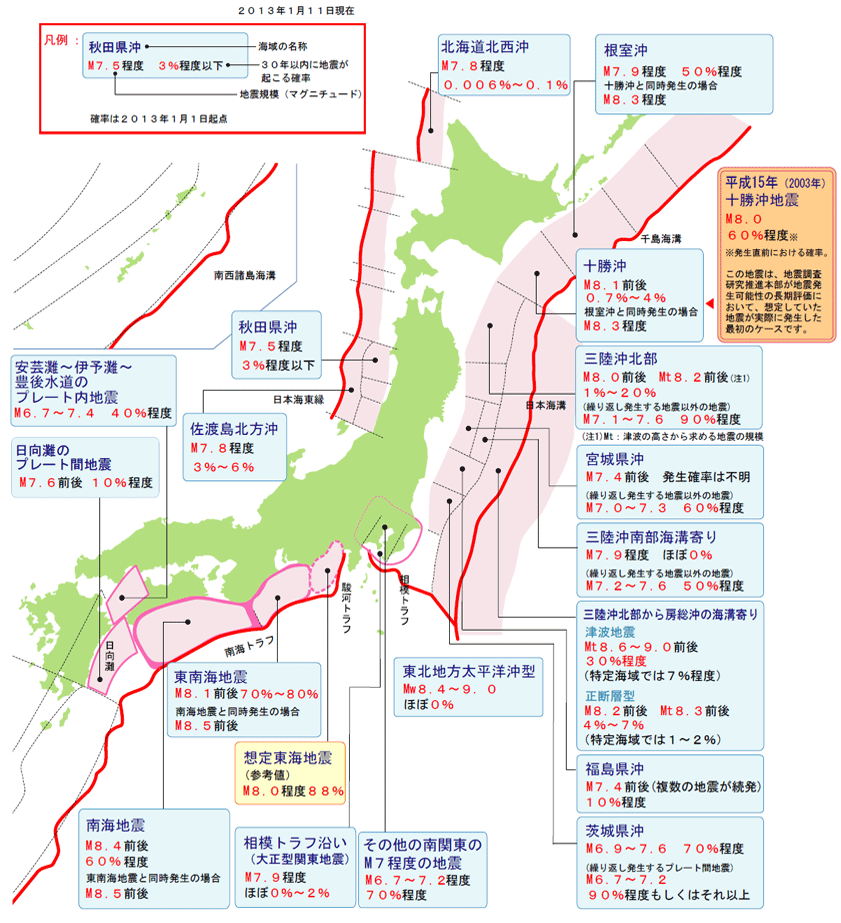 ２０１３年１月１１日現在
凡例：
秋田県沖
M７.５程度　３%程度以下
海域の名称
３０年以内に地震が
起こる確率
地震規模（マグニチュード）
確率は２０１３年１月１日起点
北海道北西沖
M７.８程度
０.００６%～０.１%
根室沖
M７.９程度　５０%程度
十勝沖と同時発生の場合
M８.３程度
平成15年（2003年）
十勝沖地震
M８.０
６０%程度※
※発生直前における確率。
この地震は、地震調査
研究推進本部が地震発
生可能性の長期評価に
おいて、想定していた
地震が実際に発生した
最初のケースです。
千島海溝
南西諸島海溝
十勝沖
M８.１前後
０.７%～４%
根室沖と同時発生の場合
M８.３程度
秋田県沖
M７.５程度
３%程度以下
日本海東縁
日本海溝
三陸沖北部
M８.０前後　Mt８.２前後(注1)
１%～２０%
(繰り返し発生する地震以外の地震)
M７.１～７.６　９０%程度
(注1)Mt：津波の高さから求める地震の規模
安芸灘～伊予灘～
豊後水道の
プレート内地震
M６.７～７.４　４０%程度
佐渡島北方沖
M７.８程度
３%～６%
日向灘の
プレート間地震
M７.６前後　１０%程度
宮城県沖
M７.４前後　発生確率は不明
(繰り返し発生する地震以外の地震)
M７.０～７.３　６０%程度
三陸沖南部海溝寄り
M７.９程度　ほぼ０%
(繰り返し発生する地震以外の地震)
M７.２～７.６　５０%程度
駿河トラフ
相模トラフ
南海トラフ
日向灘
三陸沖北部から房総沖の海溝寄り
津波地震
Mt８.６～９.０前後
３０%程度
(特定海域では７%程度)
正断層型
M８.２前後　Mt８.３前後
４%～７%
(特定海域では１～２%)
東南海地震
M８.１前後７０%～８０%
南海地震と同時発生の場合
M８.５前後
東北地方太平洋沖型
Mw８.４～９.０
ほぼ０%
想定東海地震
(参考値)
M８.０程度８８%
福島県沖
M７.４前後(複数の地震が続発)
１０%程度
南海地震
M８.４前後
６０%程度
東南海地震と同時発生の場合
M８.５前後
相模トラフ沿い
(大正型関東地震)
M７.９程度
ほぼ０%～２%
その他の南関東の
M７程度の地震
M６.７～７.２程度
７０%程度
茨城県沖
M６.９～７.６　７０%程度
(繰り返し発生するプレート間地震)
M６.７～７.２
９０%程度もしくはそれ以上